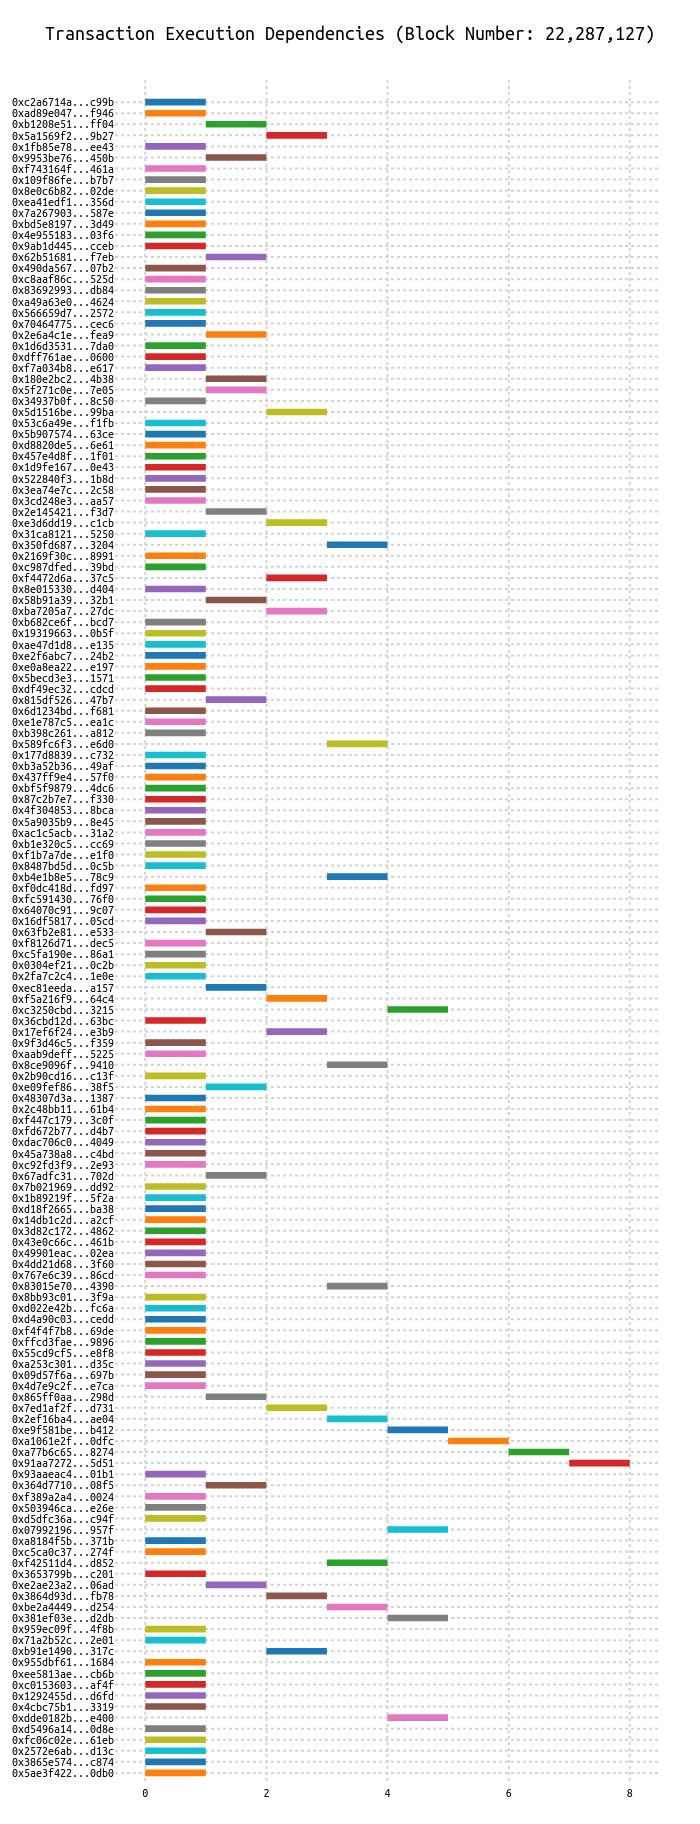 Transaction Execution Dependencies (Block Number: 22,287,127)
0xc2a6714a...c99b
0xad89e047...f946
0xb1208e51...ff04
0x5a1569f2...9b27
0x1fb85e78...ee43
0x9953be76...450b
0xf743164f...461a
0x109f86fe...b7b7
0x8e0c6b82...02de
0xea41edf1...356d
0x7a267903...587e
0xbd5e8197...3d49
0x4e955183...03f6
0x9ab1d445...cceb
0x62b51681...f7eb
0x490da567...07b2
0xc8aaf86c...525d
0x83692993...db84
0xa49a63e0...4624
0x566659d7...2572
0x70464775...cec6
0x2e6a4c1e...fea9
0x1d6d3531...7da0
0xdff761ae...0600
0xf7a034b8...e617
0x180e2bc2...4b38
0x5f271c0e...7e05
0x34937b0f...8c50
0x5d1516be...99ba
0x53c6a49e...f1fb
0x5b907574...63ce
0xd8820de5...6e61
0x457e4d8f...1f01
0x1d9fe167...0e43
0x522840f3...1b8d
0x3ea74e7c...2c58
0x3cd248e3...aa57
0x2e145421...f3d7
0xe3d6dd19...c1cb
0x31ca8121...5250
0x350fd687...3204
0x2169f30c...8991
0xc987dfed...39bd
0xf4472d6a...37c5
0x8e015330...d404
0x58b91a39...32b1
0xba7205a7...27dc
0xb682ce6f...bcd7
0x19319663...0b5f
0xae47d1d8...e135
0xe2f6abc7...24b2
0xe0a8ea22...e197
0x5becd3e3...1571
0xdf49ec32...cdcd
0x815df526...47b7
0x6d1234bd...f681
0xe1e787c5...ea1c
0xb398c261...a812
0x589fc6f3...e6d0
0x177d8839...c732
0xb3a52b36...49af
0x437ff9e4...57f0
0xbf5f9879...4dc6
0x87c2b7e7...f330
0x4f304853...8bca
0x5a9035b9...8e45
0xac1c5acb...31a2
0xb1e320c5...cc69
0xf1b7a7de...e1f0
0x8487bd5d...0c5b
0xb4e1b8e5...78c9
0xf0dc418d...fd97
0xfc591430...76f0
0x64070c91...9c07
0x16df5817...05cd
0x63fb2e81...e533
0xf8126d71...dec5
0xc5fa190e...86a1
0x0304ef21...0c2b
0x2fa7c2c4...1e0e
0xec81eeda...a157
0xf5a216f9...64c4
0xc3250cbd...3215
0x36cbd12d...63bc
0x17ef6f24...e3b9
0x9f3d46c5...f359
0xaab9deff...5225
0x8ce9096f...9410
0x2b90cd16...c13f
0xe09fef86...38f5
0x48307d3a...1387
0x2c48bb11...61b4
0xf447c179...3c0f
0xfd672b77...d4b7
0xdac706c0...4049
0x45a738a8...c4bd
0xc92fd3f9...2e93
0x67adfc31...702d
0x7b021969...dd92
0x1b89219f...5f2a
0xd18f2665...ba38
0x14db1c2d...a2cf
0x3d82c172...4862
0x43e0c66c...461b
0x49901eac...02ea
0x4dd21d68...3f60
0x767e6c39...86cd
0x83015e70...4390
0x8bb93c01...3f9a
0xd022e42b...fc6a
0xd4a90c03...cedd
0xf4f4f7b8...69de
0xffcd3fae...9896
0x55cd9cf5...e8f8
0xa253c301...d35c
0x09d57f6a...697b
0x4d7e9c2f...e7ca
0x865ff0aa...298d
0x7ed1af2f...d731
0x2ef16ba4...ae04
0xe9f581be...b412
0xa1061e2f...0dfc
0xa77b6c65...8274
0x91aa7272...5d51
0x93aaeac4...01b1
0x364d7710...08f5
0xf389a2a4...0024
0x503946ca...e26e
0xd5dfc36a...c94f
0x07992196...957f
0xa8184f5b...371b
0xc5ca0c37...274f
0xf42511d4...d852
0x3653799b...c201
0xe2ae23a2...06ad
0x3864d93d...fb78
0xbe2a4449...d254
0x381ef03e...d2db
0x959ec09f...4f8b
0x71a2b52c...2e01
0xb91e1490...317c
0x955dbf61...1684
0xee5813ae...cb6b
0xc0153603...af4f
0x1292455d...d6fd
0x4cbc75b1...3319
0xdde0182b...e400
0xd5496a14...0d8e
0xfc06c02e...61eb
0x2572e6ab...d13c
0x3865e574...c874
0x5ae3f422...0db0
0 2 4 6 8